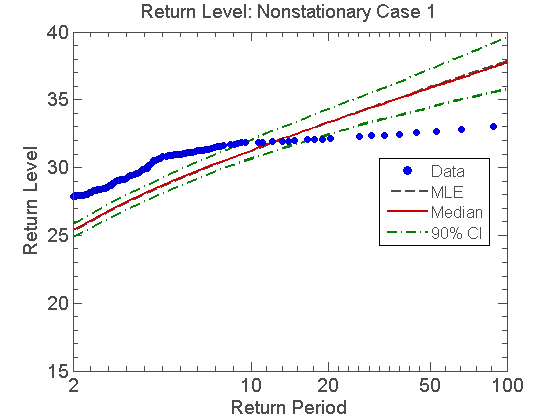 Return Level: Nonstationary Case 1
40
35
30
25
20
15
Return Level
Data
MLE
Median
90% CI
2
10
20
50
100
Return Period